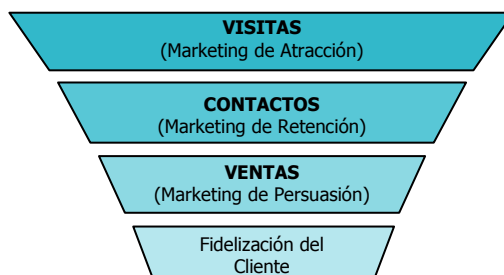 VISITAS
(Marketing de Atracción)
CONTACTOS
(Marketing de Retención)
VENTAS
(Marketing de Persuasión)
Fidelización del
Cliente